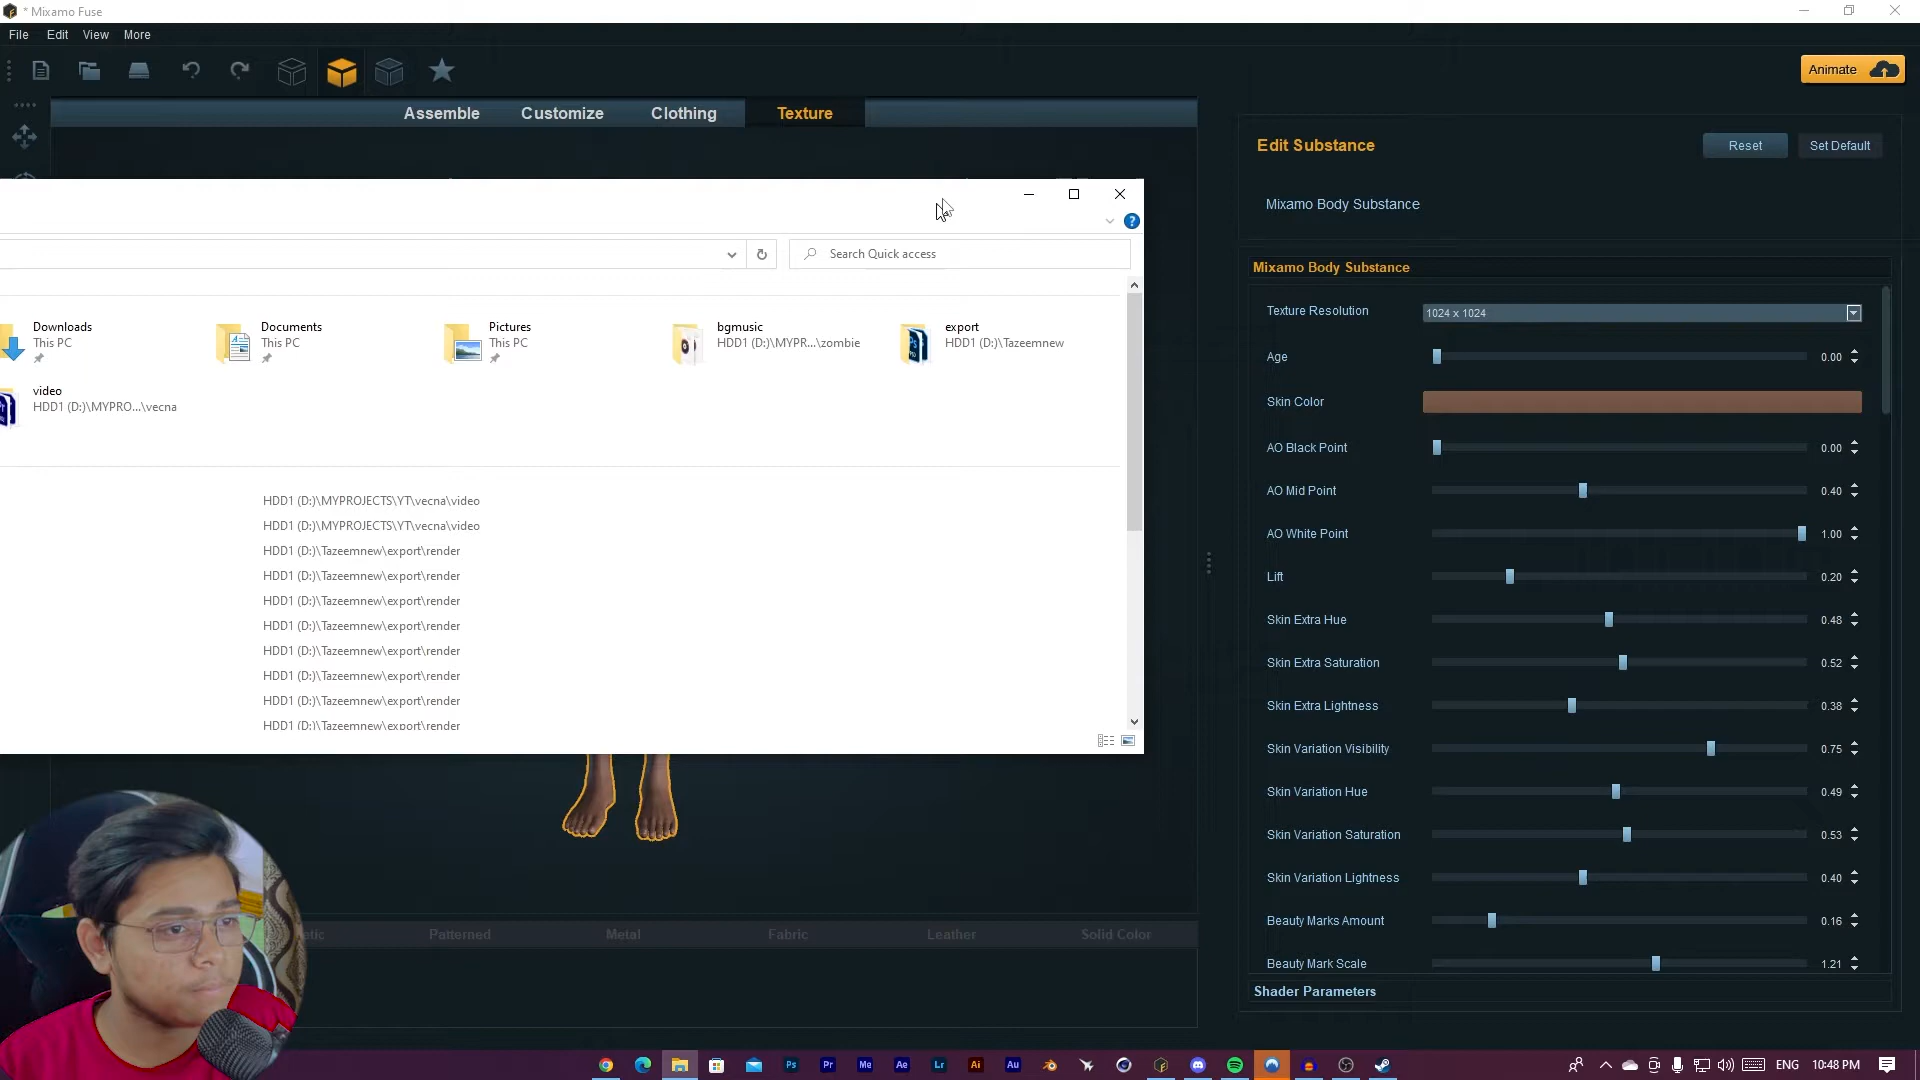 * Mixamo Fuse
File Edit View More
Animate
Assemble Customize Clothing Texture
Edit Substance
Reset
Set Default
Mixamo Body Substance
Search Quick access
Downloads
This PC
Documents
This PC
Pictures
This PC
bgmusic
HDD1 (D:)\MYPR...\zombie
export
HDD1 (D:)\Tazeemnew
video
HDD1 (D:)\MYPRO...\vecna
HDD1 (D:)\MYPROJECTS\YT\vecna\video
HDD1 (D:)\MYPROJECTS\YT\vecna\video
HDD1 (D:)\Tazeemnew\export\render
HDD1 (D:)\Tazeemnew\export\render
HDD1 (D:)\Tazeemnew\export\render
HDD1 (D:)\Tazeemnew\export\render
HDD1 (D:)\Tazeemnew\export\render
HDD1 (D:)\Tazeemnew\export\render
HDD1 (D:)\Tazeemnew\export\render
HDD1 (D:)\Tazeemnew\export\render
Mixamo Body Substance
Texture Resolution 1024 x 1024
Age 0.00
Skin Color
AO Black Point 0.00
AO Mid Point 0.40
AO White Point 1.00
Lift 0.20
Skin Extra Hue 0.48
Skin Extra Saturation 0.52
Skin Extra Lightness 0.38
Skin Variation Visibility 0.75
Skin Variation Hue 0.49
Skin Variation Saturation 0.53
Skin Variation Lightness 0.40
Beauty Marks Amount 0.16
Beauty Mark Scale 1.21
Shader Parameters
Patterned Metal Fabric Leather Solid Color
Ps Pr Me Ae Lr Ai Au
ENG 10:48 PM